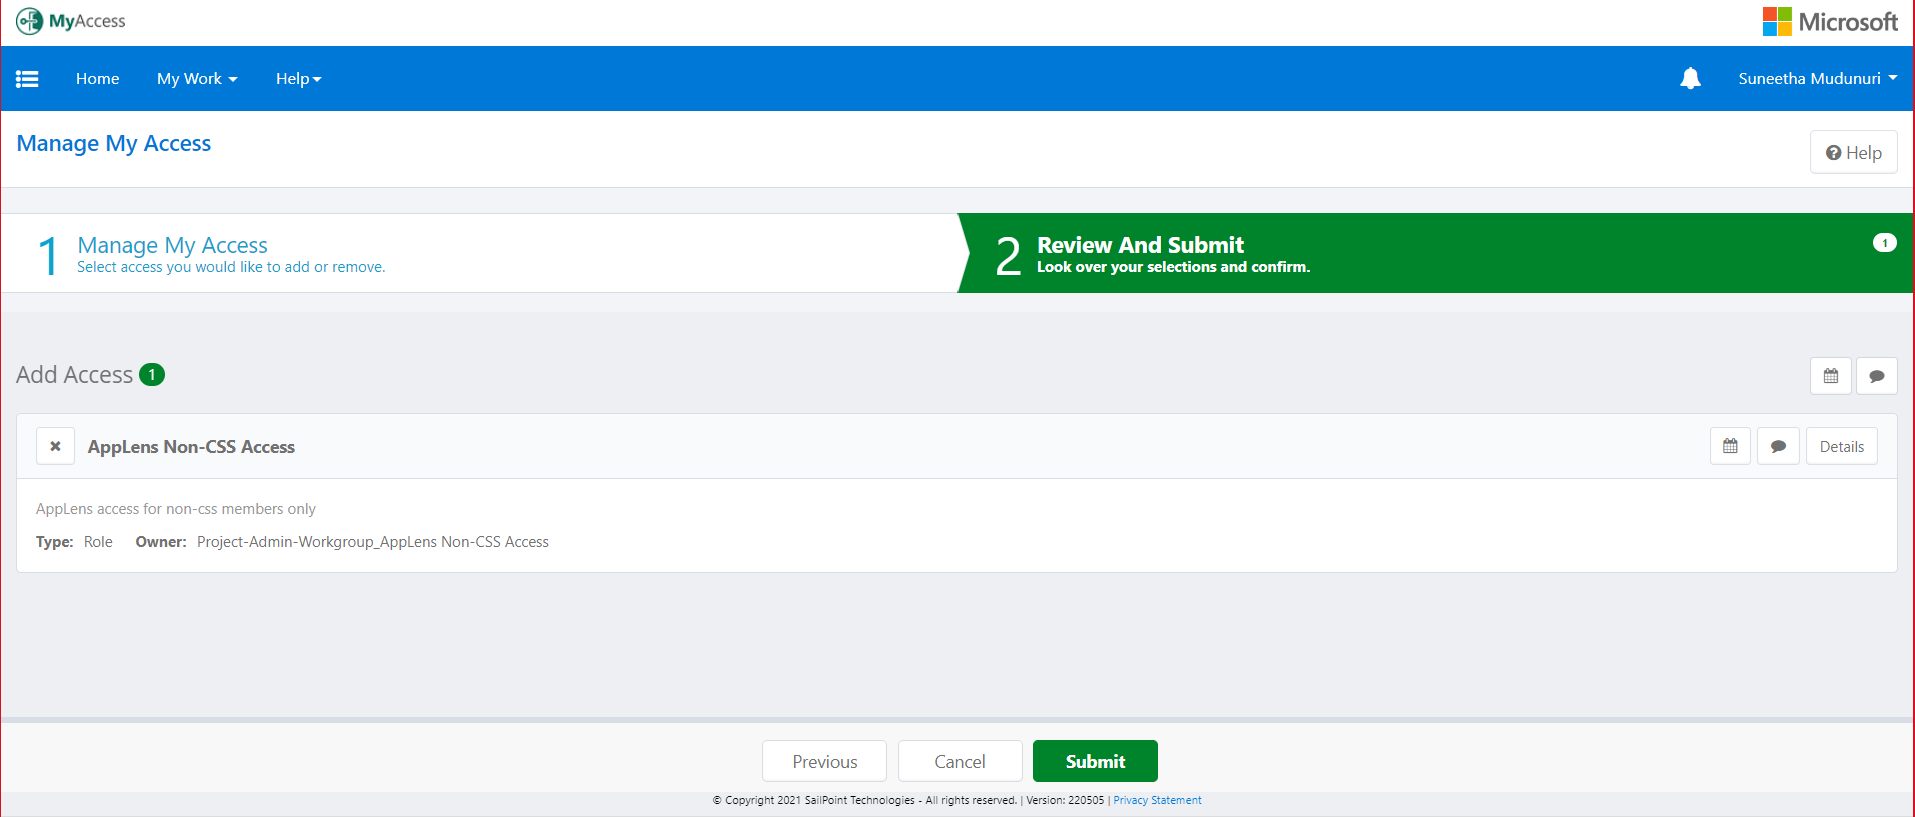 MyAccess
Microsoft
Home My Work Help
Suneetha Mudunuri
Manage My Access
Help
1 Manage My Access
Select access you would like to add or remove.
2 Review And Submit
Look over your selections and confirm.
1
Add Access 1
AppLens Non-CSS Access
Details
AppLens access for non-css members only
Type: Role Owner: Project-Admin-Workgroup_AppLens Non-CSS Access
Previous Cancel Submit
© Copyright 2021 SailPoint Technologies - All rights reserved. | Version: 220505 | Privacy Statement